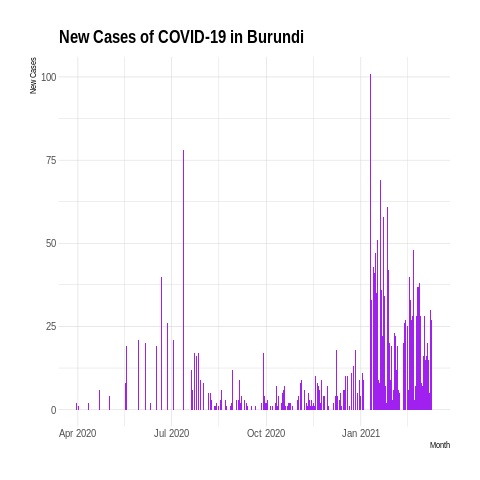 New Cases of COVID-19 in Burundi
New Cases
100
75
50
25
0
Apr 2020
Jul 2020
Oct 2020
Jan 2021
Month